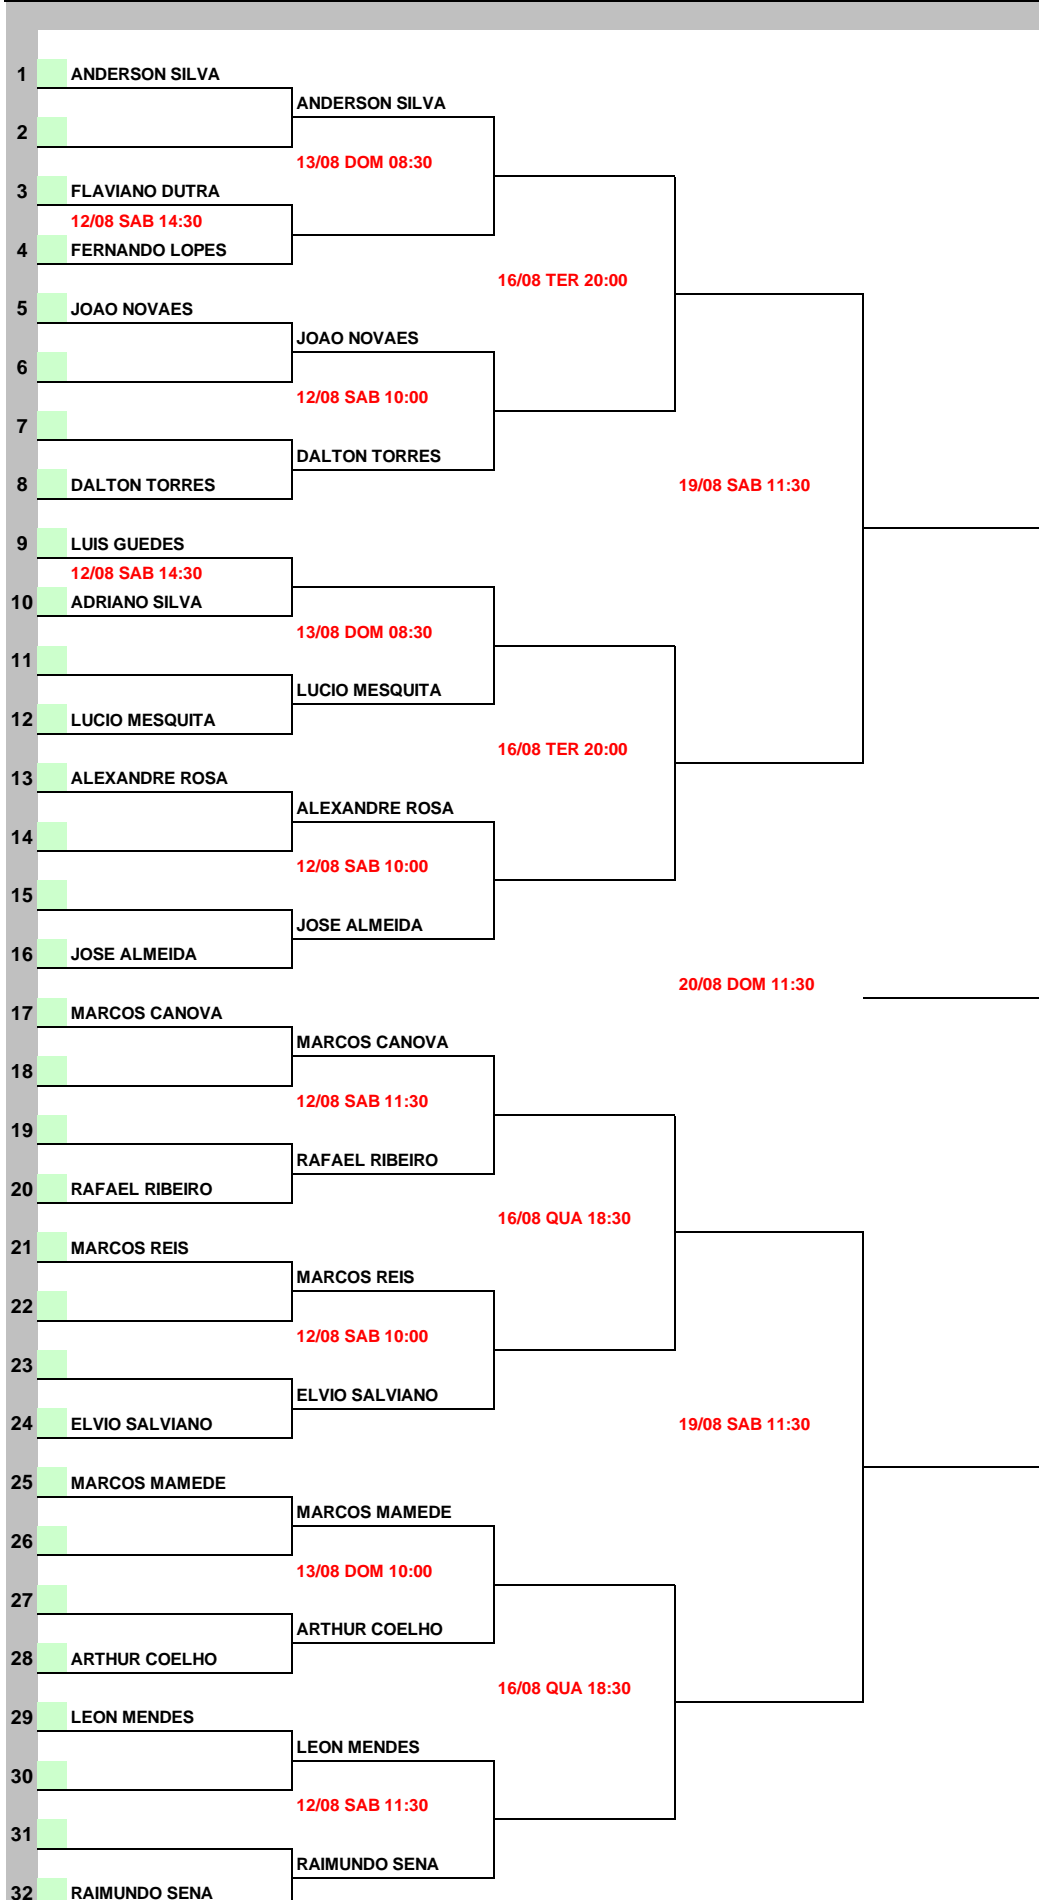 1 ANDERSON SILVA
ANDERSON SILVA
2
13/08 DOM 08:30
3 FLAVIANO DUTRA
12/08 SAB 14:30
4 FERNANDO LOPES
16/08 TER 20:00
5 JOAO NOVAES
JOAO NOVAES
6
12/08 SAB 10:00
7
DALTON TORRES
8 DALTON TORRES
19/08 SAB 11:30
9 LUIS GUEDES
12/08 SAB 14:30
10 ADRIANO SILVA
13/08 DOM 08:30
11
LUCIO MESQUITA
12 LUCIO MESQUITA
16/08 TER 20:00
13 ALEXANDRE ROSA
ALEXANDRE ROSA
14
12/08 SAB 10:00
15
JOSE ALMEIDA
16 JOSE ALMEIDA
20/08 DOM 11:30
17 MARCOS CANOVA
MARCOS CANOVA
18
12/08 SAB 11:30
19
RAFAEL RIBEIRO
20 RAFAEL RIBEIRO
16/08 QUA 18:30
21 MARCOS REIS
MARCOS REIS
22
12/08 SAB 10:00
23
ELVIO SALVIANO
24 ELVIO SALVIANO
19/08 SAB 11:30
25 MARCOS MAMEDE
MARCOS MAMEDE
26
13/08 DOM 10:00
27
ARTHUR COELHO
28 ARTHUR COELHO
16/08 QUA 18:30
29 LEON MENDES
LEON MENDES
30
12/08 SAB 11:30
31
RAIMUNDO SENA
32 RAIMUNDO SENA